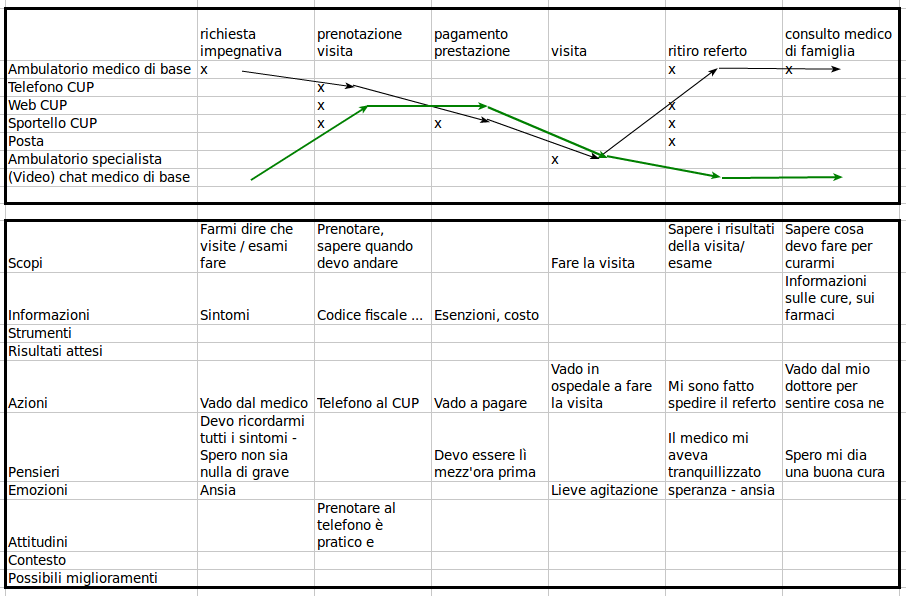 richiesta impegnativa prenotazione visita pagamento prestazione visita ritiro referto consulto medico di famiglia
Ambulatorio medico di base x x x
Telefono CUP x
Web CUP x x
Sportello CUP x x x
Posta x
Ambulatorio specialista x
(Video) chat medico di base
Scopi Farmi dire che visite / esami fare Prenotare, sapere quando devo andare Fare la visita Sapere i risultati della visita/ esame Sapere cosa devo fare per curarmi
Informazioni Sintomi Codice fiscale ... Esenzioni, costo Informazioni sulle cure, sui farmaci
Strumenti
Risultati attesi
Azioni Vado dal medico Telefono al CUP Vado a pagare Vado in ospedale a fare la visita Mi sono fatto spedire il referto Vado dal mio dottore per sentire cosa ne
Pensieri Devo ricordarmi tutti i sintomi - Spero non sia nulla di grave Devo essere lì mezz'ora prima Il medico mi aveva tranquillizzato Spero mi dia una buona cura
Emozioni Ansia Lieve agitazione speranza - ansia
Attitudini Prenotare al telefono è pratico e
Contesto
Possibili miglioramenti